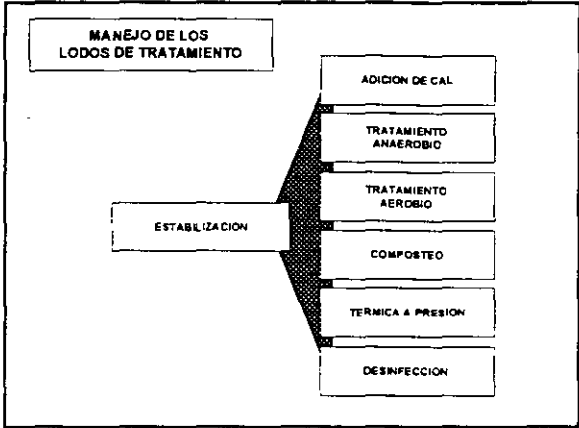 MANEJO DE LOS
LODOS DE TRATAMIENTO
ADICION DE CAL
TRATAMIENTO
ANAEROBIO
TRATAMIENTO
AEROBIO
ESTABILIZACION
COMPOSTEO
TERMICA A PRESION
DESINFECCION